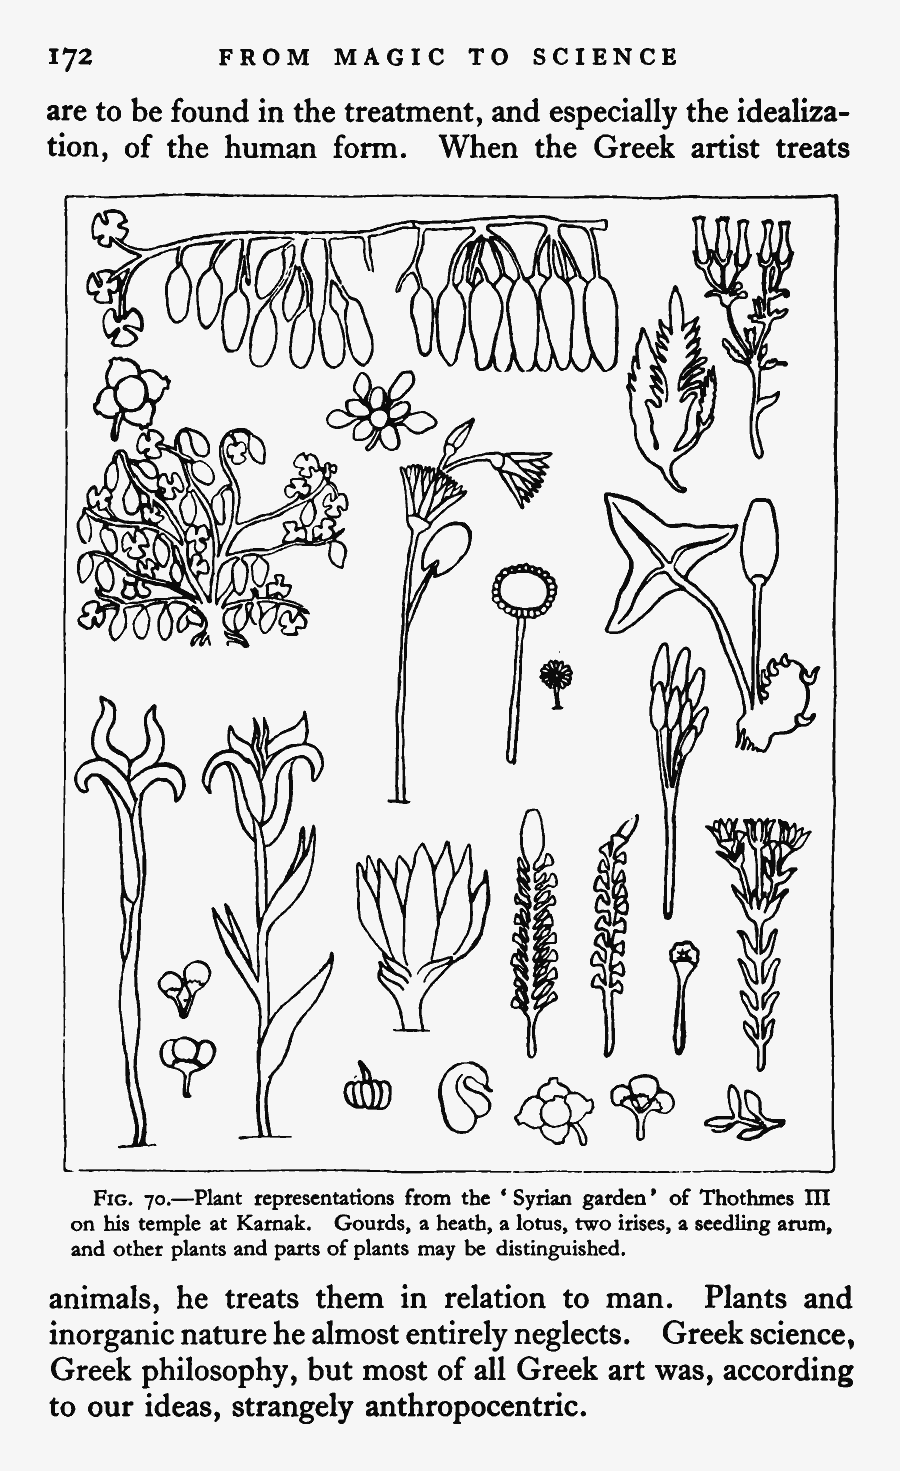 172 FROM MAGIC TO SCIENCE
are to be found in the treatment, and especially the idealiza-
tion, of the human form. When the Greek artist treats
FIG. 70.—Plant representations from the ‘ Syrian garden’ of Thothmes III
on his temple at Karnak. Gourds, a heath, a lotus, two irises, a seedling arum,
and other plants and parts of plants may be distinguished.
animals, he treats them in relation to man. Plants and
inorganic nature he almost entirely neglects. Greek science,
Greek philosophy, but most of all Greek art was, according
to our ideas, strangely anthropocentric.